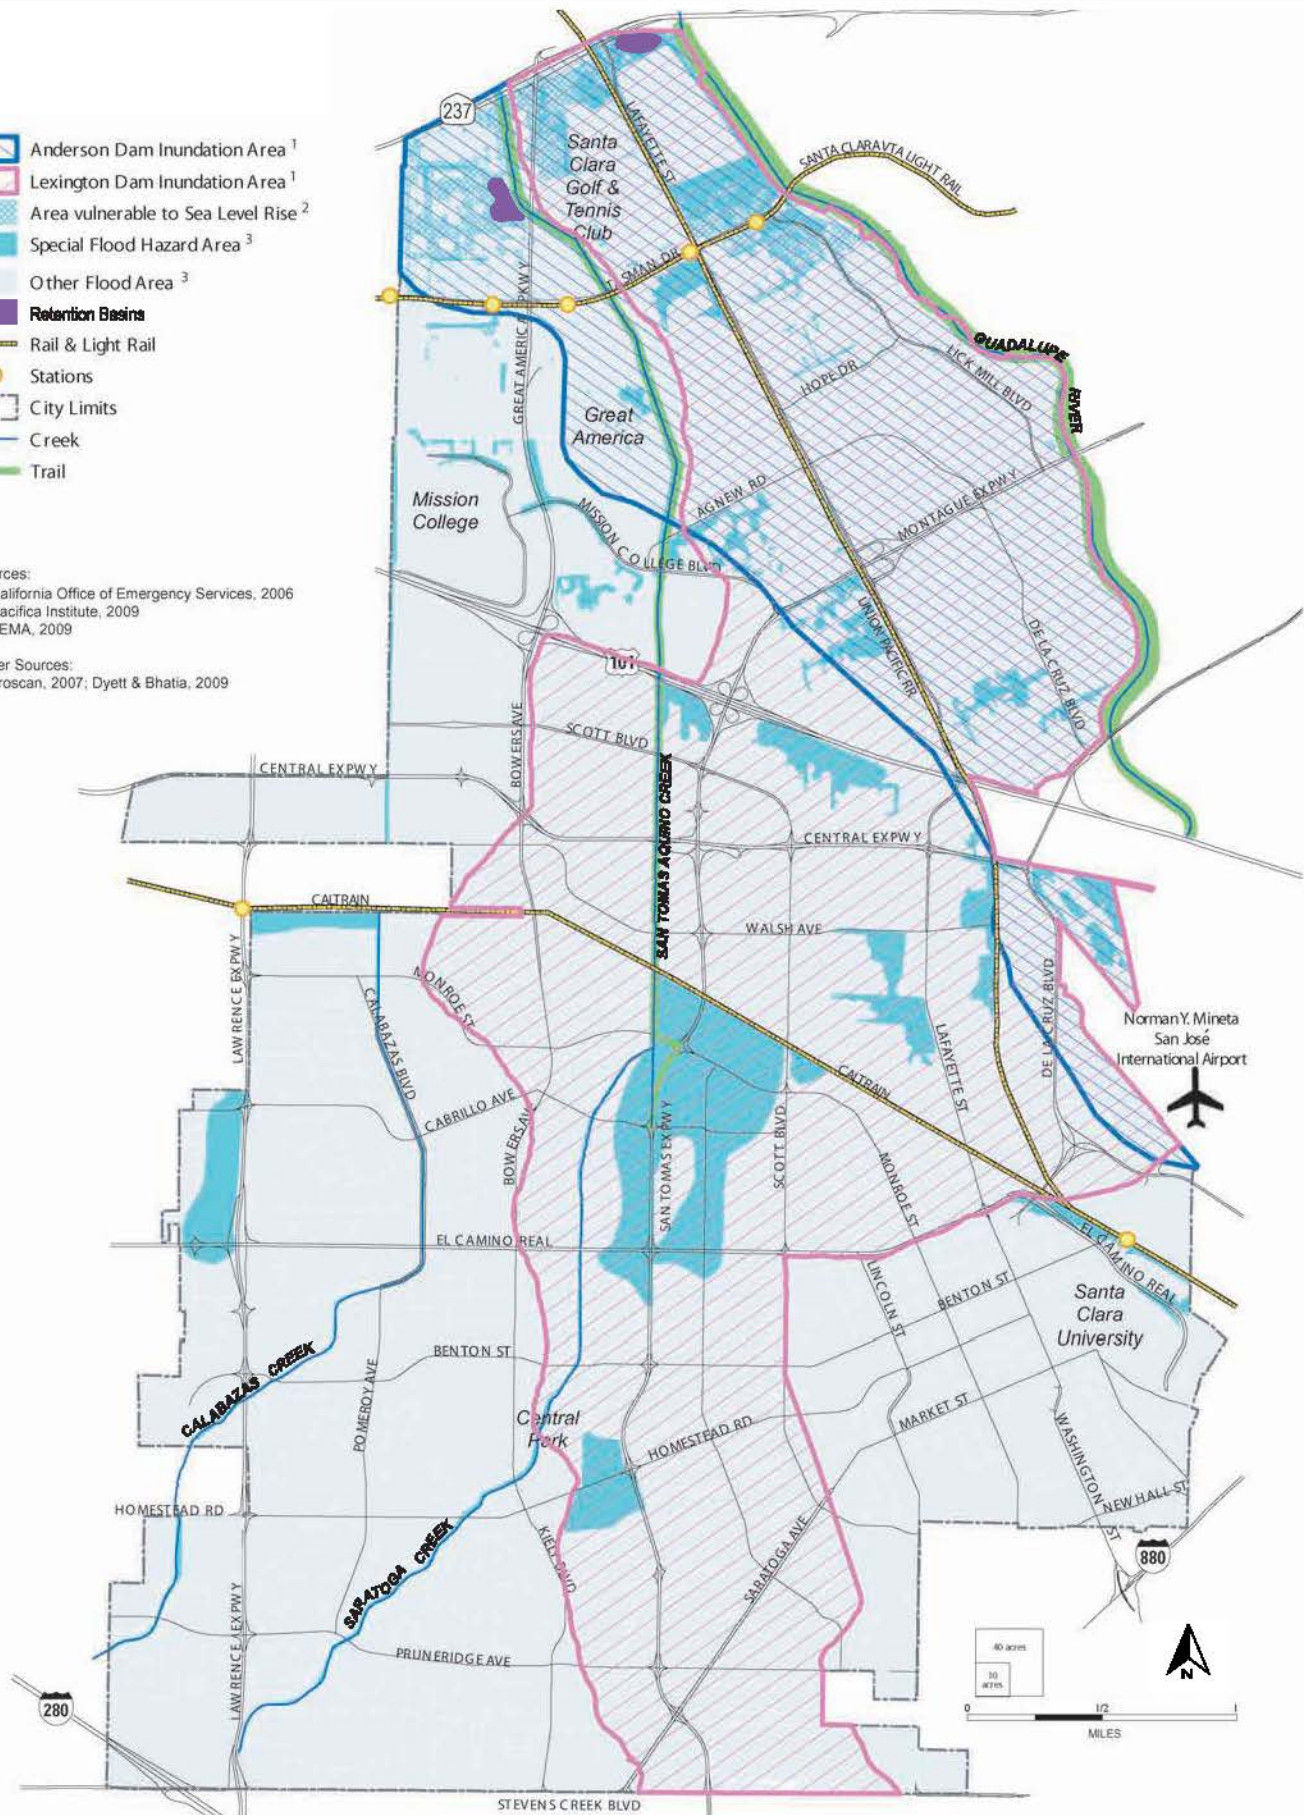 Anderson Dam Inundation Area 1
Lexington Dam Inundation Area 1
Area vulnerable to Sea Level Rise 2
Special Flood Hazard Area 3
Other Flood Area 3
Retention Basins
Rail & Light Rail
Stations
City Limits
Creek
Trail
rces:
alifornia Office of Emergency Services, 2006
acifica Institute, 2009
EMA, 2009
er Sources:
roscan, 2007; Dyett & Bhatia, 2009
237
LAFAYETTE ST
Santa
Clara
Golf &
Tennis
Club
SANTA CLARA VTA LIGHT RAIL
TASMAN DR
GREAT AMERICA PKWY
GUADALUPE
RIVER
LICK MILL BLVD
HOPE DR
Great
America
Mission
College
AGNEW RD
MONTAGUE EXPWY
MISSION COLLEGE BLVD
UNION PACIFIC RR
DE LA CRUZ BLVD
101
SCOTT BLVD
BOWERS AVE
CENTRAL EXPWY
SAN TOMAS AQUINO CREEK
CENTRAL EXPWY
CALTRAIN
WALSH AVE
LAWRENCE EXPWY
MONROE ST
CALABAZAS BLVD
DE LA CRUZ BLVD
Norman Y. Mineta
San José
International Airport
LAFAYETTE ST
CALTRAIN
CABRILLO AVE
BOWERS AV
SAN TOMAS EXPWY
SCOTT BLVD
MONROE ST
EL CAMINO REAL
EL CAMINO REAL
LINCOLN ST
BENTON ST
Santa
Clara
University
CALABAZAS CREEK
BENTON ST
POMEROY AVE
Central
Park
HOMESTEAD RD
MARKET ST
WASHINGTON ST
NEWHALL ST
HOMESTEAD RD
SARATOGA CREEK
KIELY BLVD
SARATOGA AVE
880
LAWRENCE EXPWY
PRUNERIDGE AVE
280
40 acres
10
acres
N
0 1/2 1
MILES
STEVENS CREEK BLVD